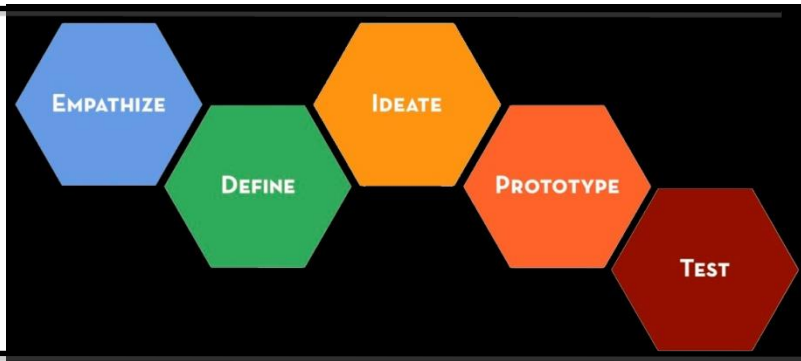 EMPATHIZE
DEFINE
IDEATE
PROTOTYPE
TEST